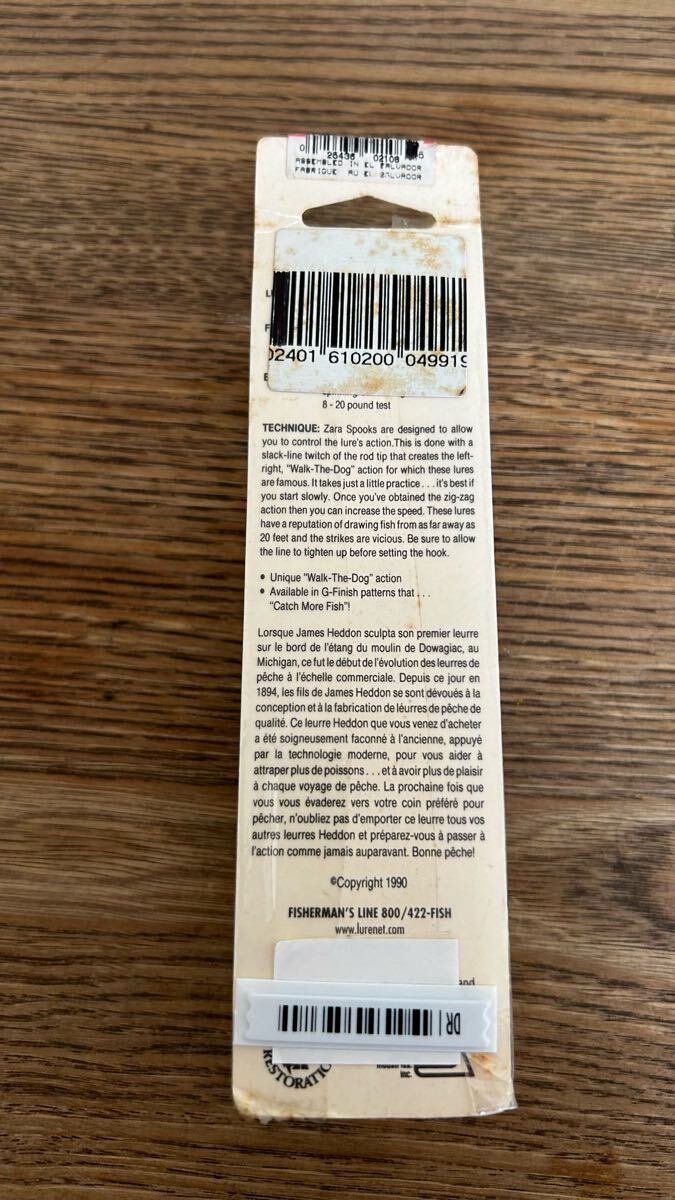 0 26436 02108 5
ASSEMBLED IN EL SALVADOR
FABRIQUE AU EL SALVADOR
L
F
02401 610200 049919
E
8 - 20 pound test
TECHNIQUE: Zara Spooks are designed to allow
you to control the lure's action.This is done with a
slack-line twitch of the rod tip that creates the left-
right, "Walk-The-Dog" action for which these lures
are famous. It takes just a little practice . . . it's best if
you start slowly. Once you've obtained the zig-zag
action then you can increase the speed. These lures
have a reputation of drawing fish from as far away as
20 feet and the strikes are vicious. Be sure to allow
the line to tighten up before setting the hook.
• Unique "Walk-The-Dog" action
• Available in G-Finish patterns that . . .
"Catch More Fish"!
Lorsque James Heddon sculpta son premier leurre
sur le bord de l'étang du moulin de Dowagiac, au
Michigan, ce fut le début de l'évolution des leurres de
pêche à l'échelle commerciale. Depuis ce jour en
1894, les fils de James Heddon se sont dévoués à la
conception et à la fabrication de léurres de pêche de
qualité. Ce leurre Heddon que vous venez d'acheter
a été soigneusement faconné à l'ancienne, appuyé
par la technologie moderne, pour vous aider à
attraper plus de poissons . . . et à avoir plus de plaisir
à chaque voyage de pêche. La prochaine fois que
vous vous évaderez vers votre coin préféré pour
pêcher, n'oubliez pas d'emporter ce leurre tous vos
autres leurres Heddon et préparez-vous à passer à
l'action comme jamais auparavant. Bonne pêche!
©Copyright 1990
FISHERMAN'S LINE 800/422-FISH
www.lurenet.com
and
DR
INC.
RESTORATIO